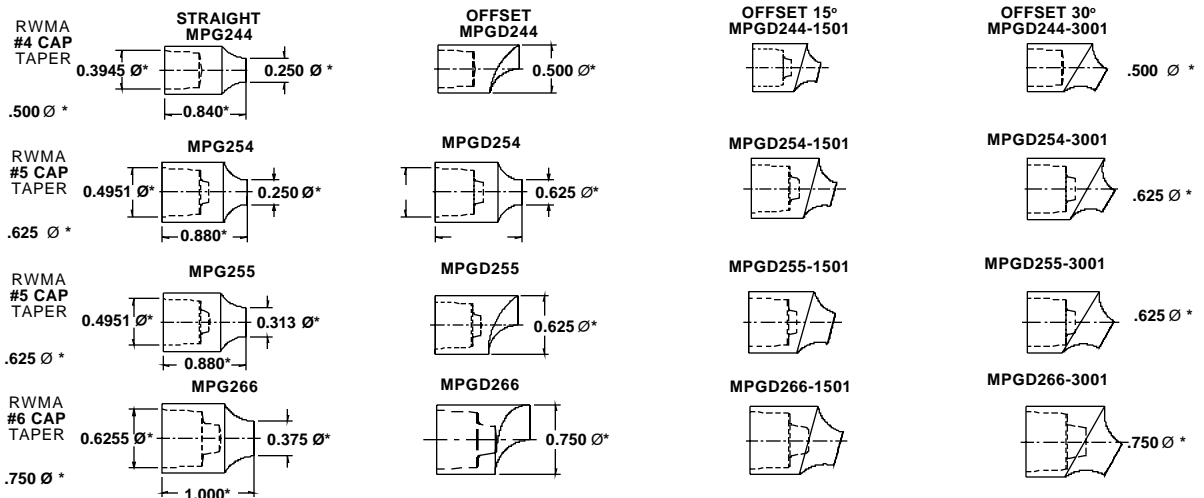 STRAIGHT
MPG244
OFFSET
MPGD244
OFFSET 15º
MPGD244-1501
OFFSET 30º
MPGD244-3001
RWMA
#4 CAP
TAPER
0.3945 Ø*
0.250 Ø*
0.500 Ø*
.500 Ø *
.500 Ø *
0.840*
MPG254
MPGD254
MPGD254-1501
MPGD254-3001
RWMA
#5 CAP
TAPER
0.4951 Ø*
0.250 Ø*
0.625 Ø*
.625 Ø*
.625 Ø *
0.880*
MPG255
MPGD255
MPGD255-1501
MPGD255-3001
RWMA
#5 CAP
TAPER
0.4951 Ø*
0.313 Ø*
0.625 Ø*
.625 Ø*
.625 Ø *
0.880*
MPG266
MPGD266
MPGD266-1501
MPGD266-3001
RWMA
#6 CAP
TAPER
0.6255 Ø*
0.375 Ø*
0.750 Ø*
.750 Ø*
.750 Ø *
1.000*